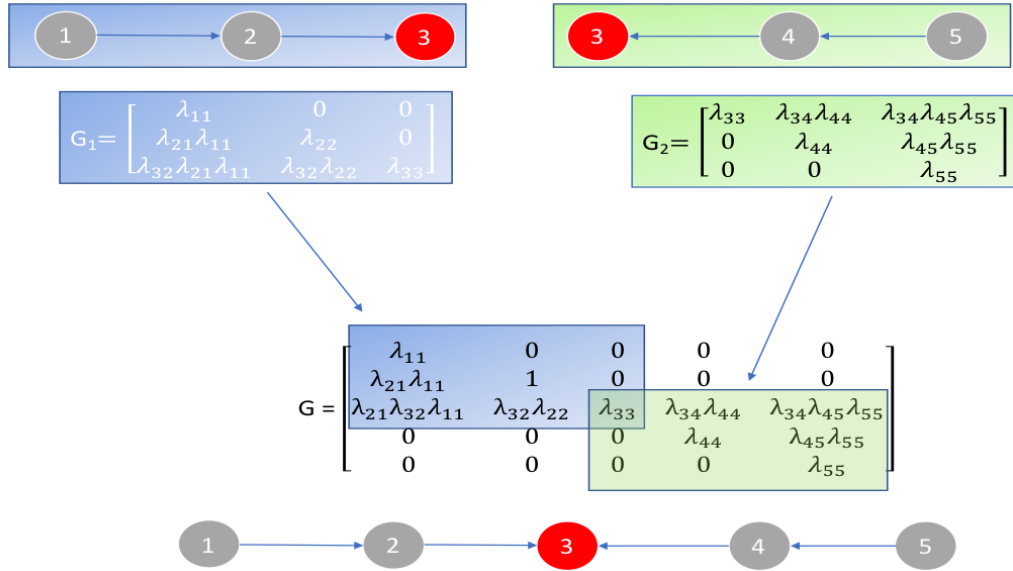 1 2 3 3 4 5
G₁= [ λ₁₁ 0 0
λ₂₁λ₁₁ λ₂₂ 0
λ₃₂λ₂₁λ₁₁ λ₃₂λ₂₂ λ₃₃ ]
G₂= [ λ₃₃ λ₃₄λ₄₄ λ₃₄λ₄₅λ₅₅
0 λ₄₄ λ₄₅λ₅₅
0 0 λ₅₅ ]
G = [ λ₁₁ 0 0 0 0
λ₂₁λ₁₁ 1 0 0 0
λ₂₁λ₃₂λ₁₁ λ₃₂λ₂₂ λ₃₃ λ₃₄λ₄₄ λ₃₄λ₄₅λ₅₅
0 0 0 λ₄₄ λ₄₅λ₅₅
0 0 0 0 λ₅₅ ]
1 2 3 4 5